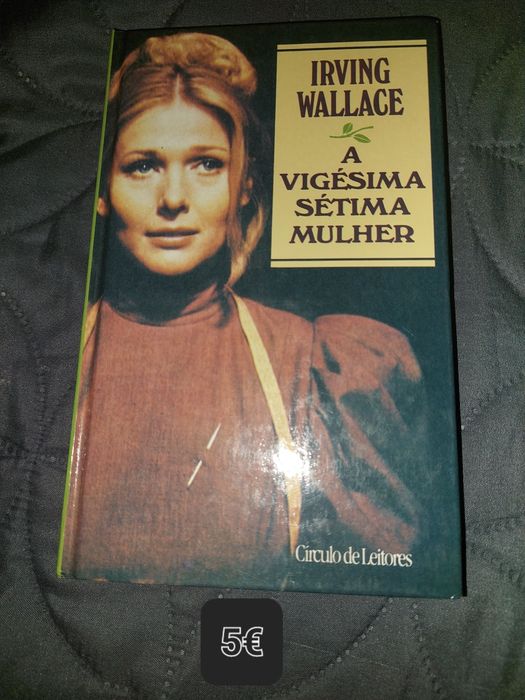 IRVING
WALLACE
A
VIGÉSIMA
SÉTIMA
MULHER
Círculo de Leitores
5€